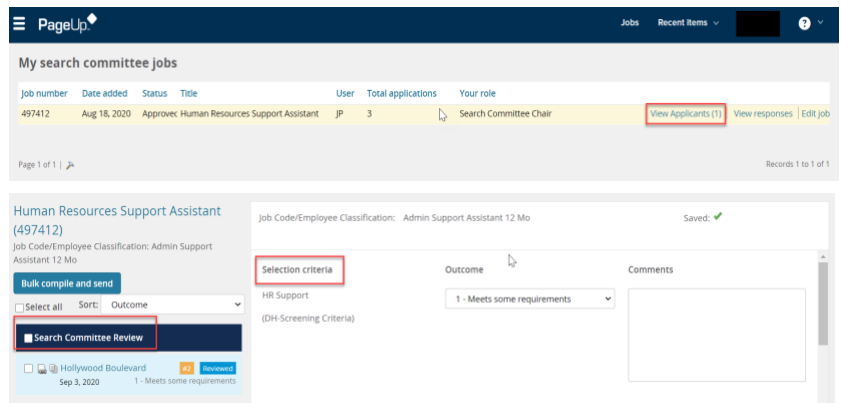 PageUp
Jobs Recent Items ?
My search committee jobs
Job number Date added Status Title User Total applications Your role
497412 Aug 18, 2020 Approvec Human Resources Support Assistant JP 3 Search Committee Chair View Applicants (1) View responses Edit job
Page 1 of 1 Records 1 to 1 of 1
Human Resources Support Assistant
(497412)
Job Code/Employee Classification: Admin Support
Assistant 12 Mo
Bulk compile and send
Select all Sort: Outcome
Search Committee Review
Hollywood Boulevard #2 Reviewed
Sep 3, 2020 1 - Meets some requirements
Job Code/Employee Classification: Admin Support Assistant 12 Mo Saved:
Selection criteria Outcome Comments
HR Support 1 - Meets some requirements
(DH-Screening Criteria)